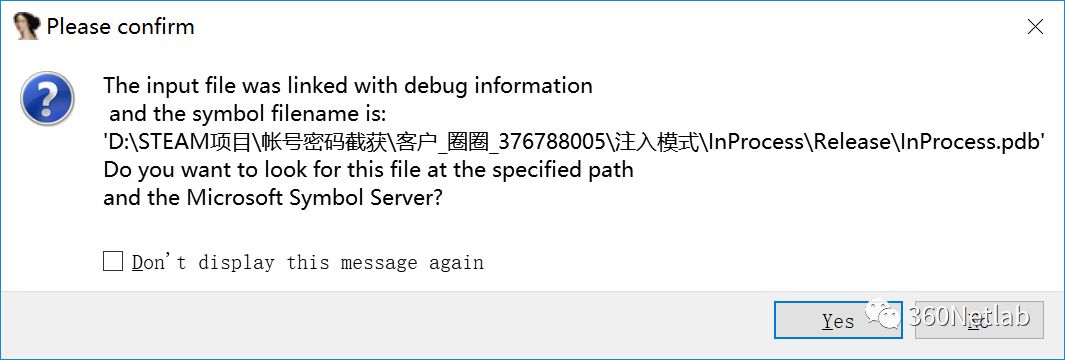 Please confirm
The input file was linked with debug information
and the symbol filename is:
'D:\STEAM项目\帐号密码截获\客户_圈圈_376788005\注入模式\InProcess\Release\InProcess.pdb'
Do you want to look for this file at the specified path
and the Microsoft Symbol Server?
Don't display this message again
Yes
360Netlab